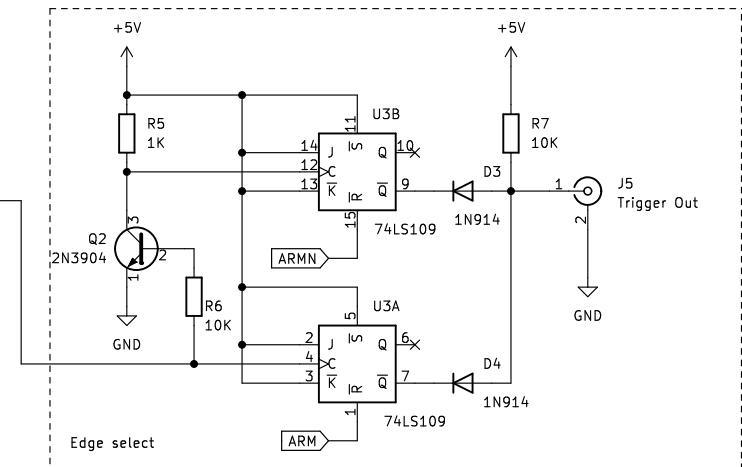 +5V
+5V
R5
1K
U3B
11
S
14
J
Q
10
12
C
13
K
Q
9
R
15
74LS109
ARMN
D3
1N914
R7
10K
1
J5
Trigger Out
2
GND
Q2
2N3904
3
2
1
GND
R6
10K
U3A
5
S
2
J
Q
6
4
C
3
K
Q
7
R
1
74LS109
ARM
D4
1N914
Edge select